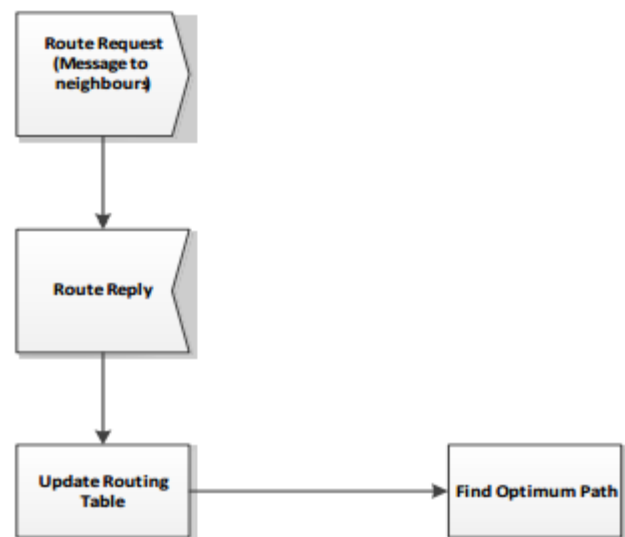 Route Request
(Message to
neighbours)
Route Reply
Update Routing
Table
Find Optimum Path